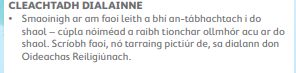 CLEACHTADH DIALAINNE
• Smaoinigh ar am faoi leith a bhí an-tábhachtach i do
shaol – cúpla nóiméad a raibh tionchar ollmhór acu ar do
shaol. Scríobh faoi, nó tarraing pictiúr de, sa dialann don
Oideachas Reiligiúnach.